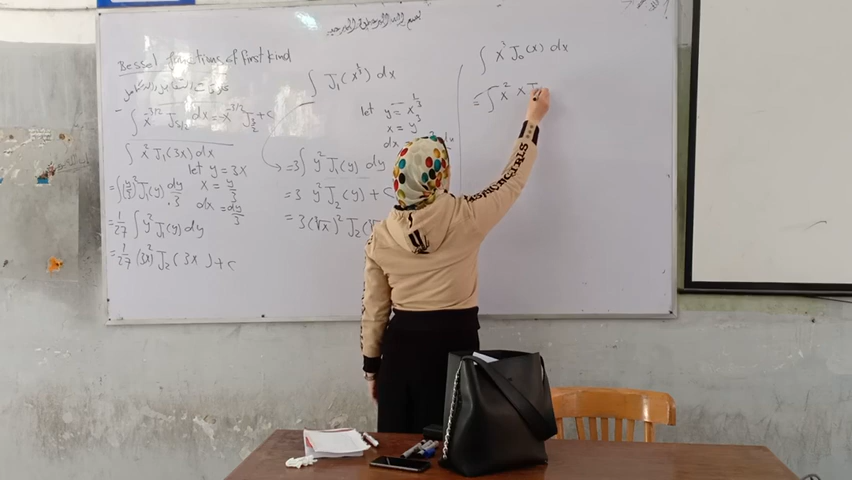 بسم الله الرحمن الرحيم
Bessel functions of first kind
∫ x^{-3/2} J_{5/2} dx = x^{-3/2} J_{3/2} + c
∫ x² J₁(3x) dx
let y = 3x
= ∫ (y/3)² J₁(y) dy/3
x = y/3
dx = dy/3
= 1/27 ∫ y² J₁(y) dy
= 1/27 (3x)² J₂(3x) + c
∫ J₁(x^{1/3}) dx
let y = x^{1/3}
x = y³
dx
= 3 ∫ y² J₁(y) dy
= 3 y² J₂(y) + c
= 3(∛x)² J₂(
∫ x³ J₀(x) dx
= ∫ x² x J